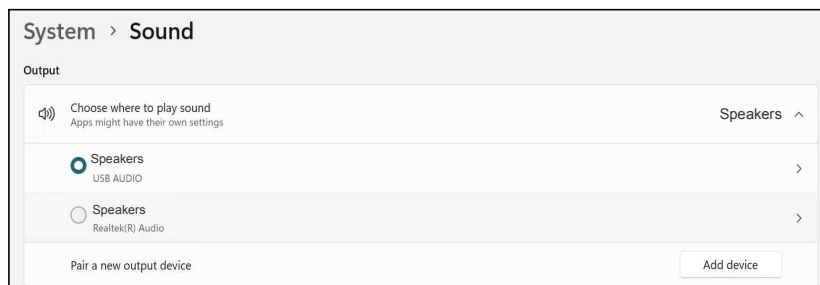 System > Sound
Output
Choose where to play sound
Apps might have their own settings
Speakers
Speakers
USB AUDIO
Speakers
Realtek(R) Audio
Pair a new output device
Add device